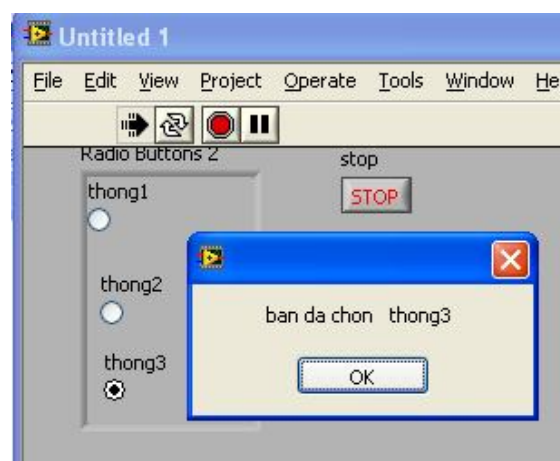 Untitled 1
File Edit View Project Operate Tools Window He
Radio Buttons 2
stop
thong1
STOP
thong2
ban da chon thong3
thong3
OK